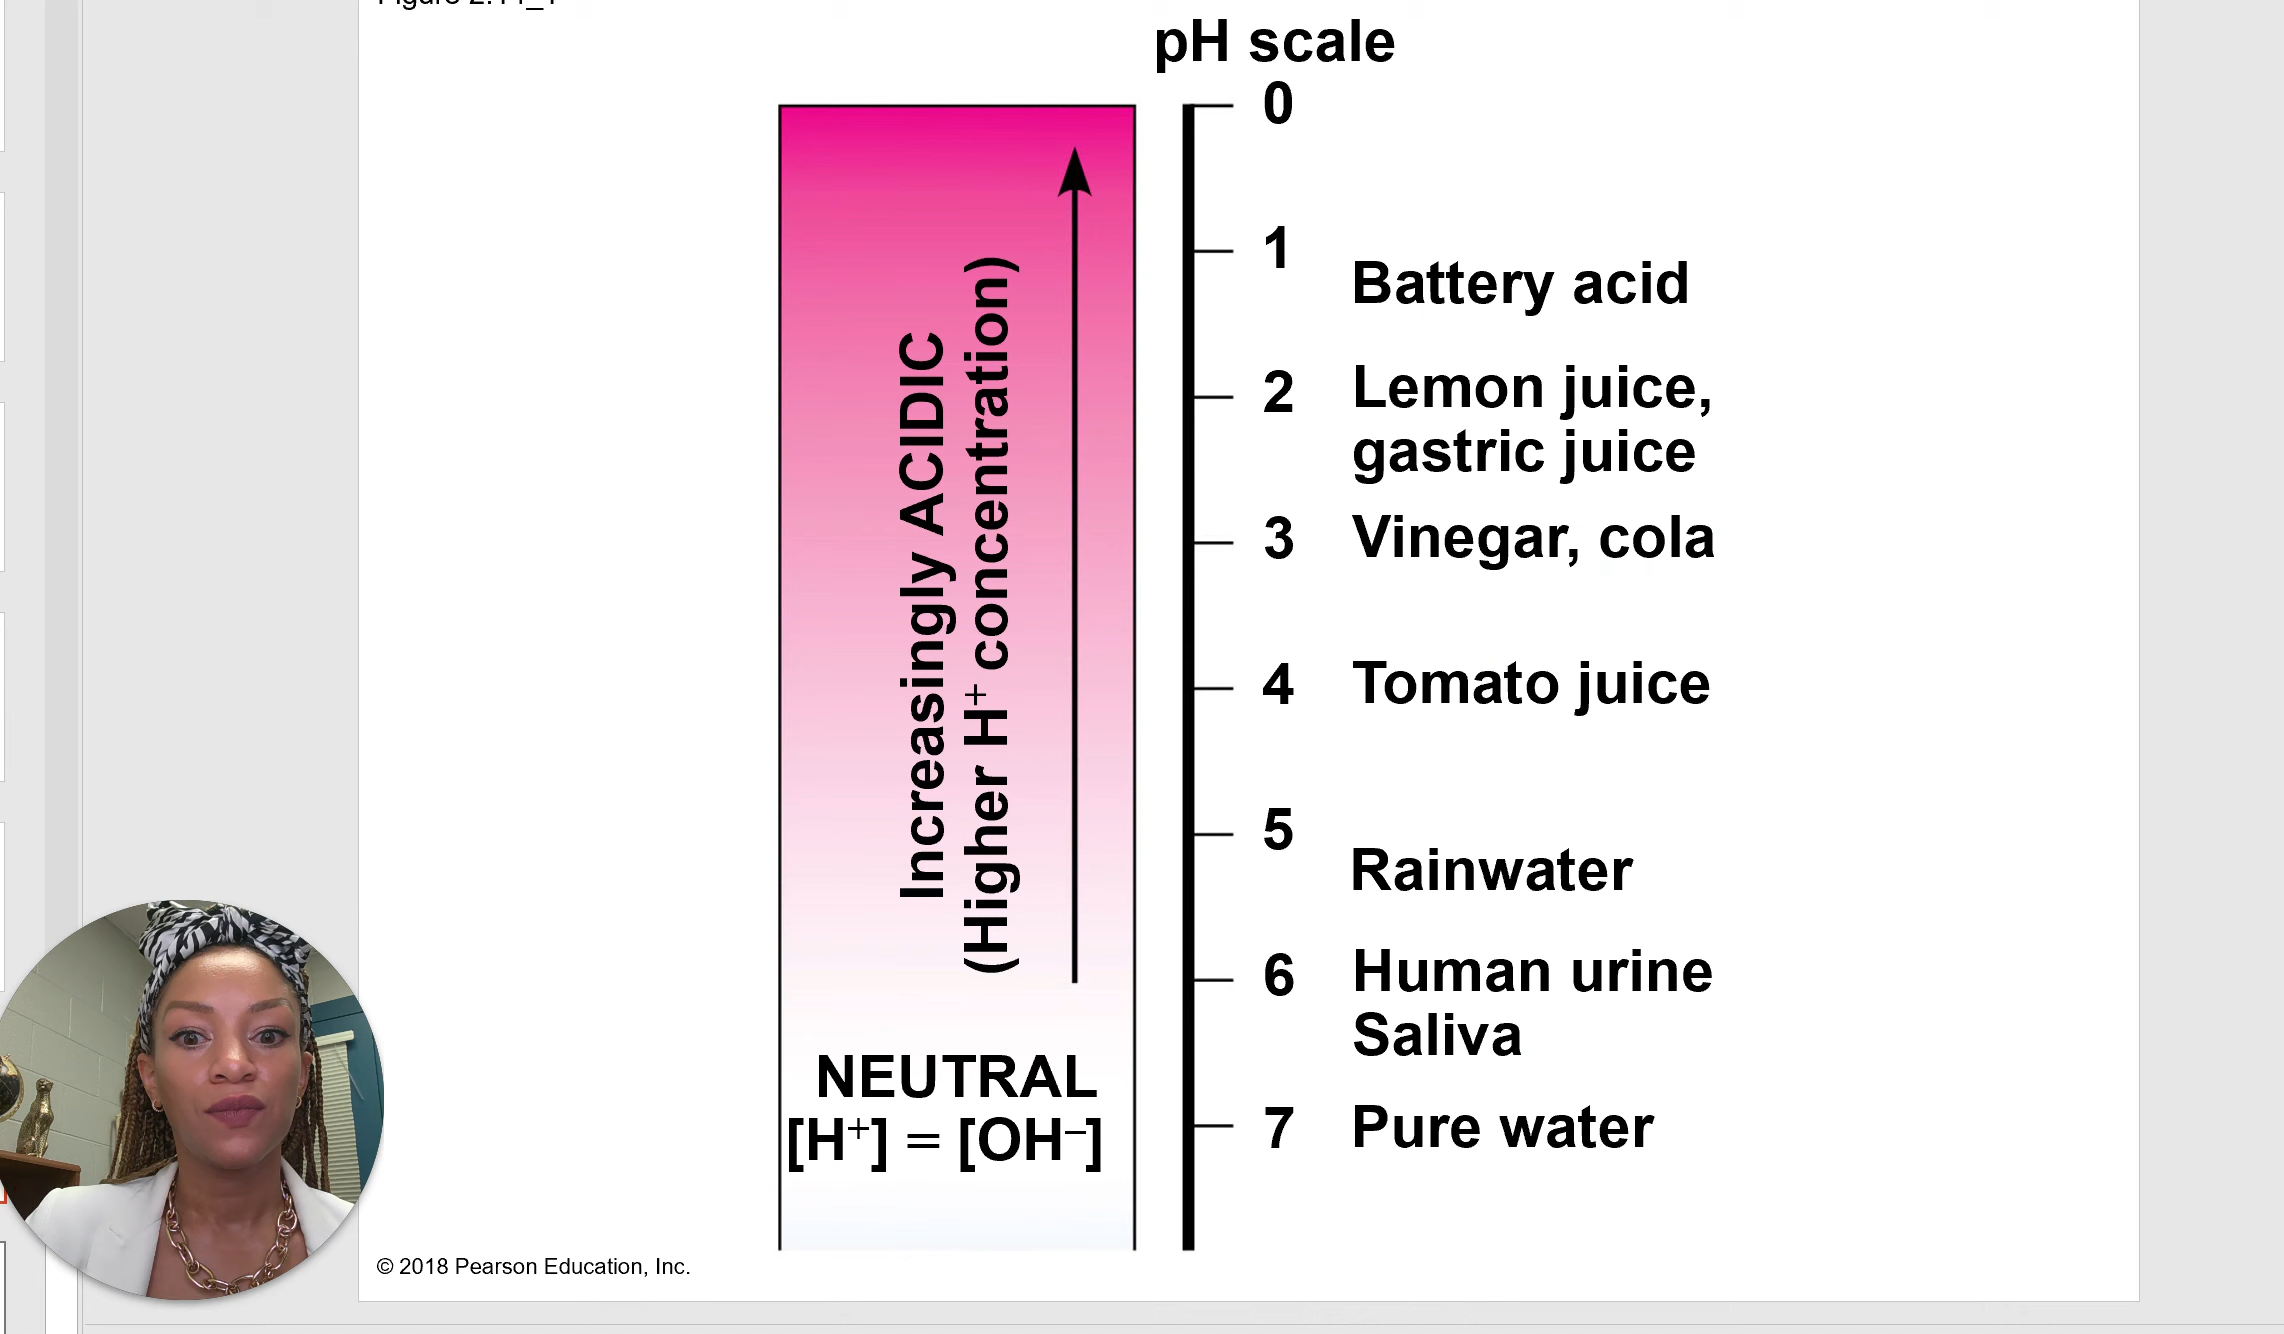 pH scale
0
1
Battery acid
2 Lemon juice,
gastric juice
3 Vinegar, cola
4 Tomato juice
5
Rainwater
6 Human urine
Saliva
7 Pure water
Increasingly ACIDIC
(Higher H⁺ concentration)
NEUTRAL
[H⁺] = [OH⁻]
© 2018 Pearson Education, Inc.